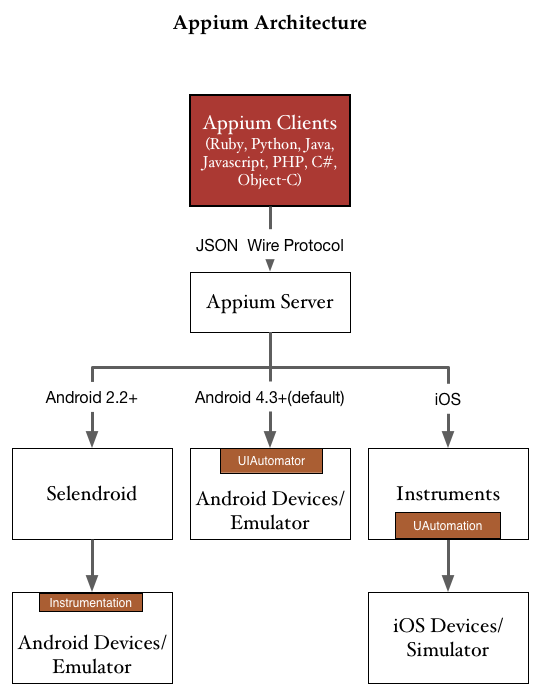 Appium Architecture
Appium Clients
(Ruby, Python, Java,
Javascript, PHP, C#,
Object-C)
JSON  Wire Protocol
Appium Server
Android 2.2+
Android 4.3+(default)
iOS
Selendroid
UIAutomator
Android Devices/
Emulator
Instruments
UAutomation
Instrumentation
Android Devices/
Emulator
iOS Devices/
Simulator